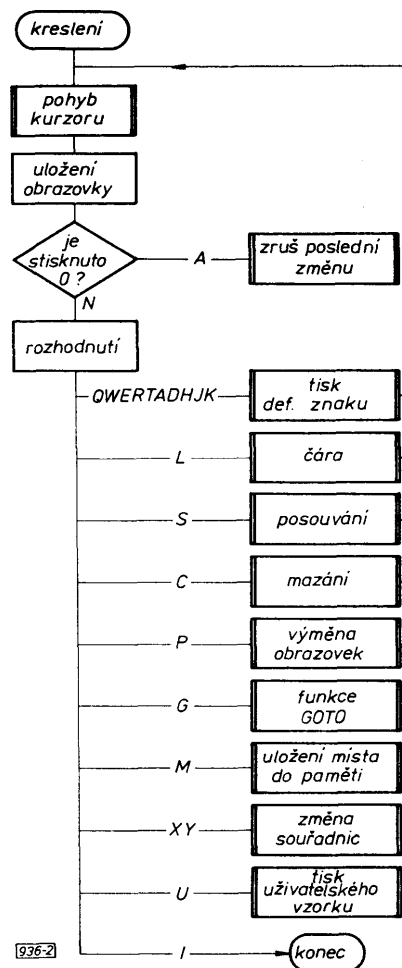 kreslení
pohyb
kurzoru
uložení
obrazovky
je
stisknuto
0 ?
A
zruš poslední
změnu
N
rozhodnutí
QWERTADHJK
tisk
def. znaku
L
čára
S
posouvání
C
mazání
P
výměna
obrazovek
G
funkce
GOTO
M
uložení místa
do paměti
XY
změna
souřadnic
U
tisk
uživatelského
vzorku
936-2
I
konec